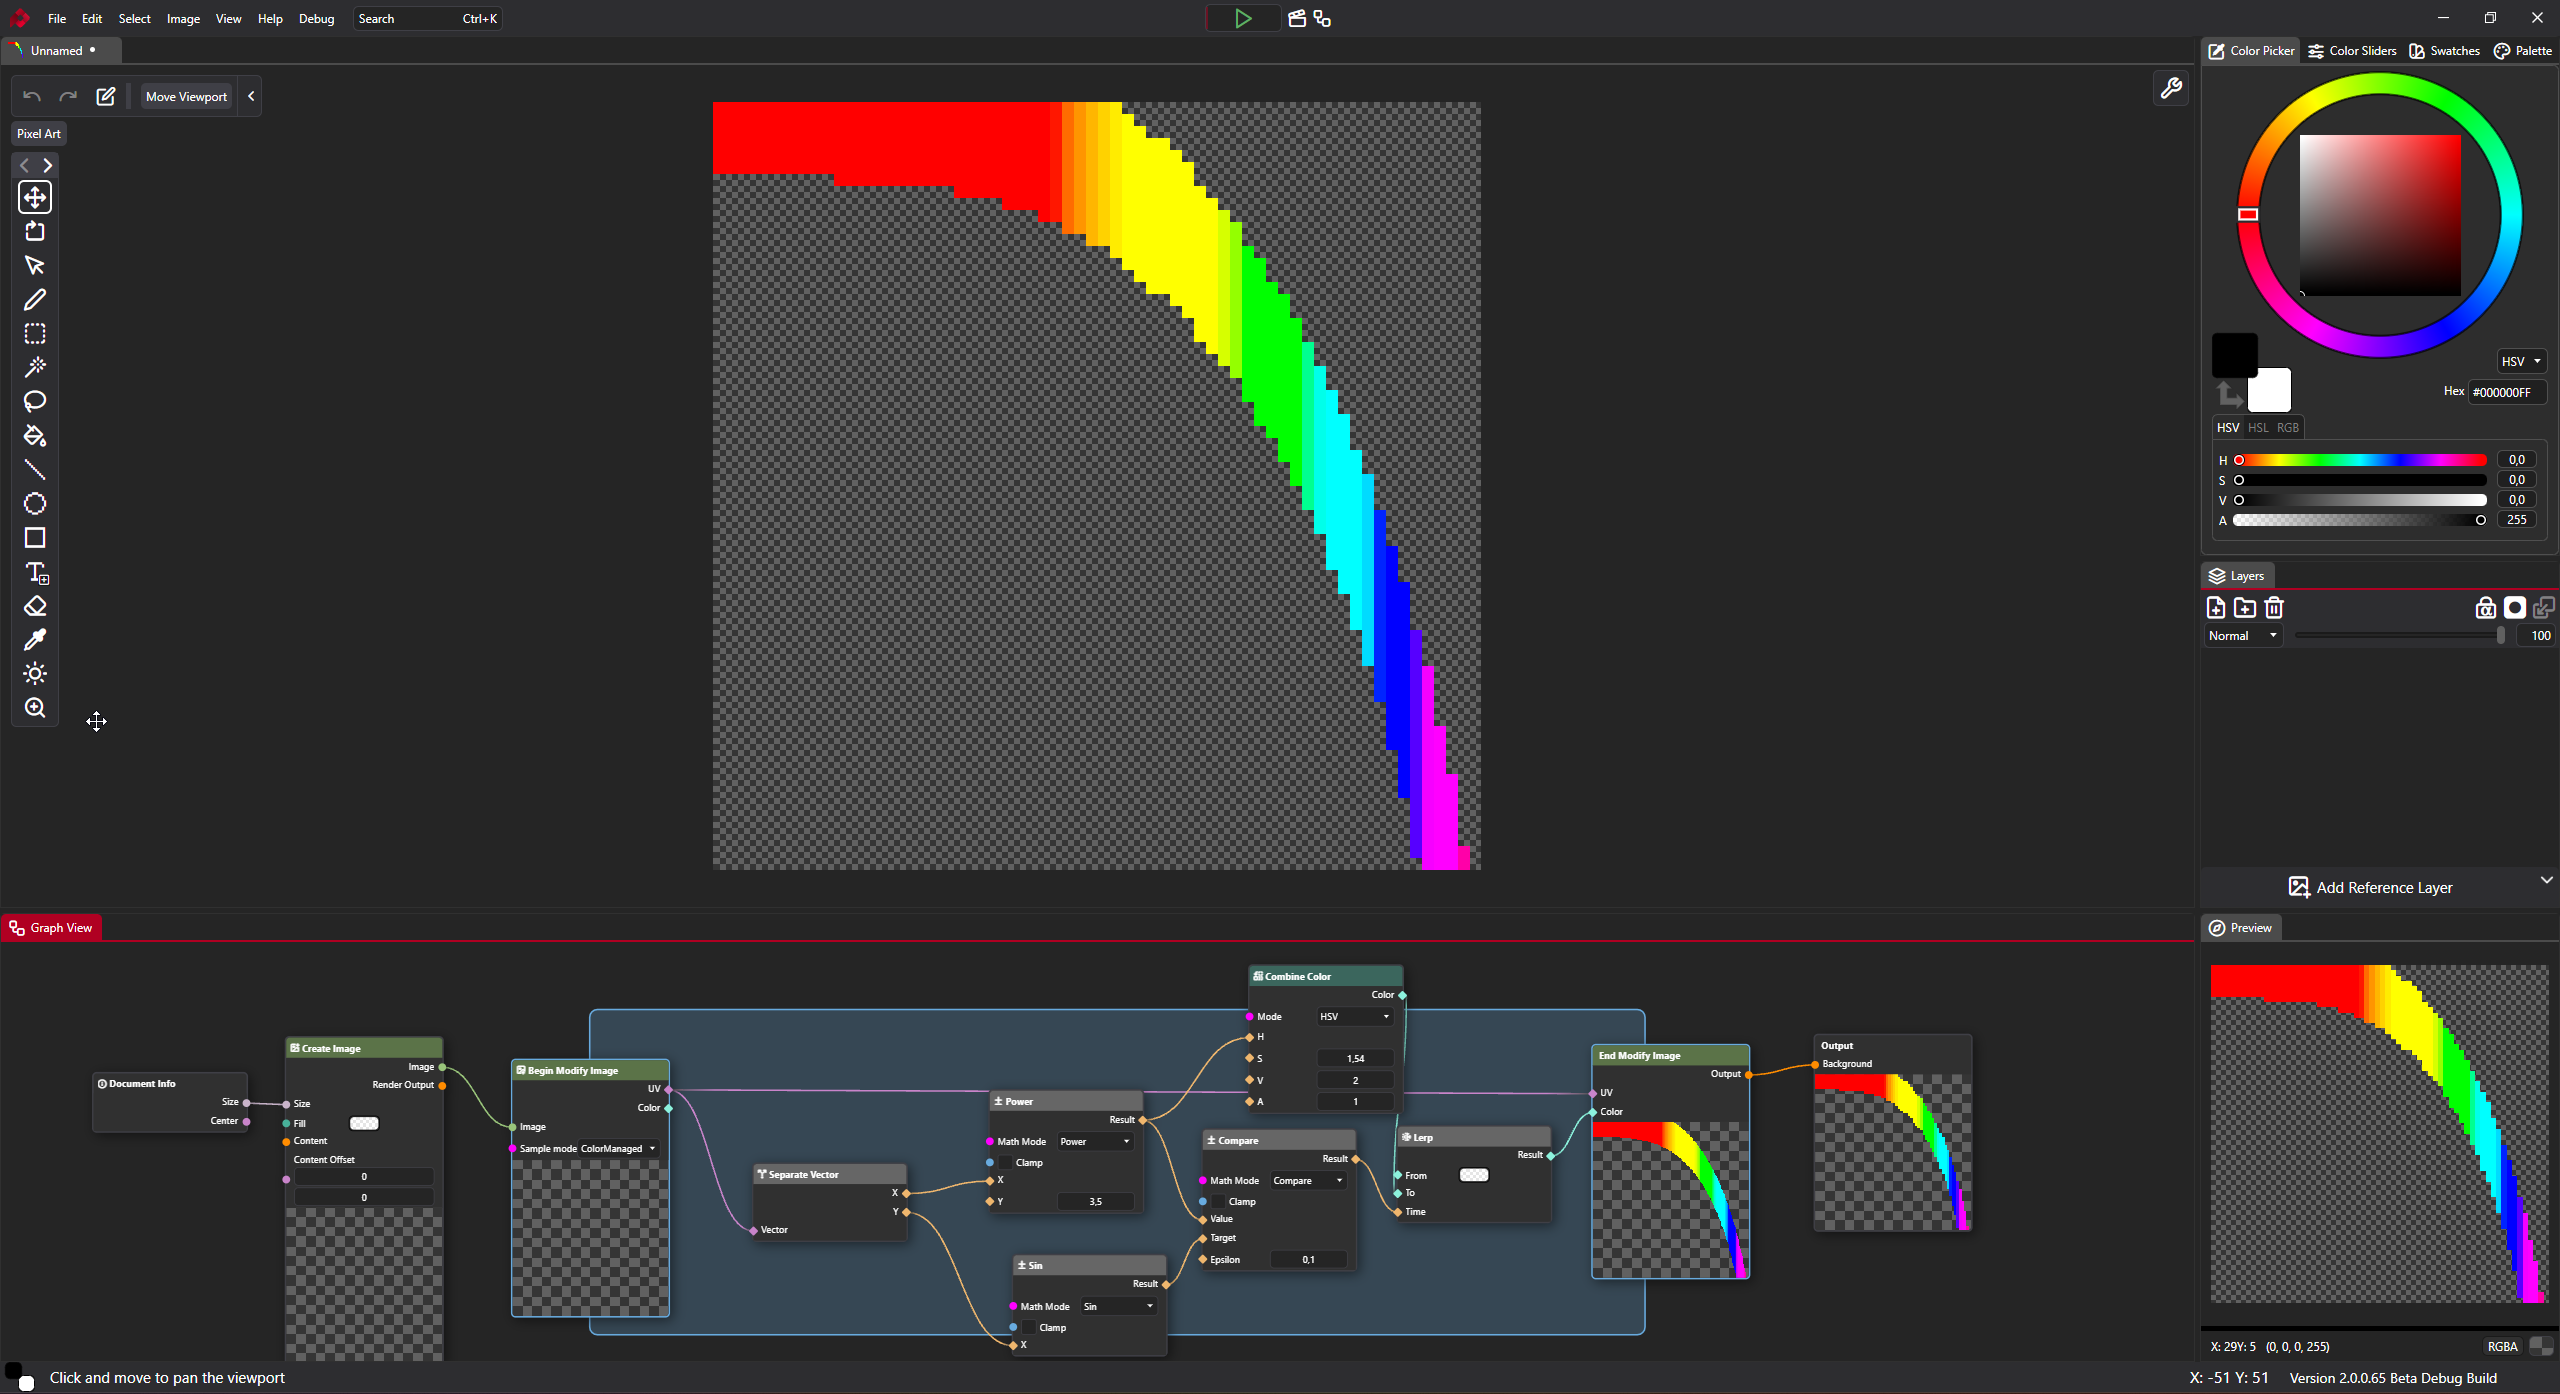 File Edit Select Image View Help Debug Search Ctrl+K
Unnamed
Color Picker Color Sliders Swatches Palette
Move Viewport
Pixel Art
HSV
Hex #000000FF
HSV HSL RGB
H 0,0
S 0,0
V 0,0
A 255
Layers
Normal 100
Add Reference Layer
Graph View
Preview
Document Info
Size
Center
Create Image
Image
Render Output
Size
Fill
Content
Content Offset
0
0
Begin Modify Image
UV
Color
Image
Sample mode ColorManaged
Separate Vector
X
Y
Vector
Power
Result
Math Mode Power
Clamp
X
Y 3,5
Sin
Result
Math Mode Sin
Clamp
X
Combine Color
Color
Mode HSV
H
S 1,54
V 2
A 1
Compare
Result
Math Mode Compare
Clamp
Value
Target
Epsilon 0,1
Lerp
Result
From
To
Time
End Modify Image
Output
UV
Color
Output
Background
X: 29Y: 5 (0, 0, 0, 255) RGBA
Click and move to pan the viewport
X: -51 Y: 51 Version 2.0.0.65 Beta Debug Build